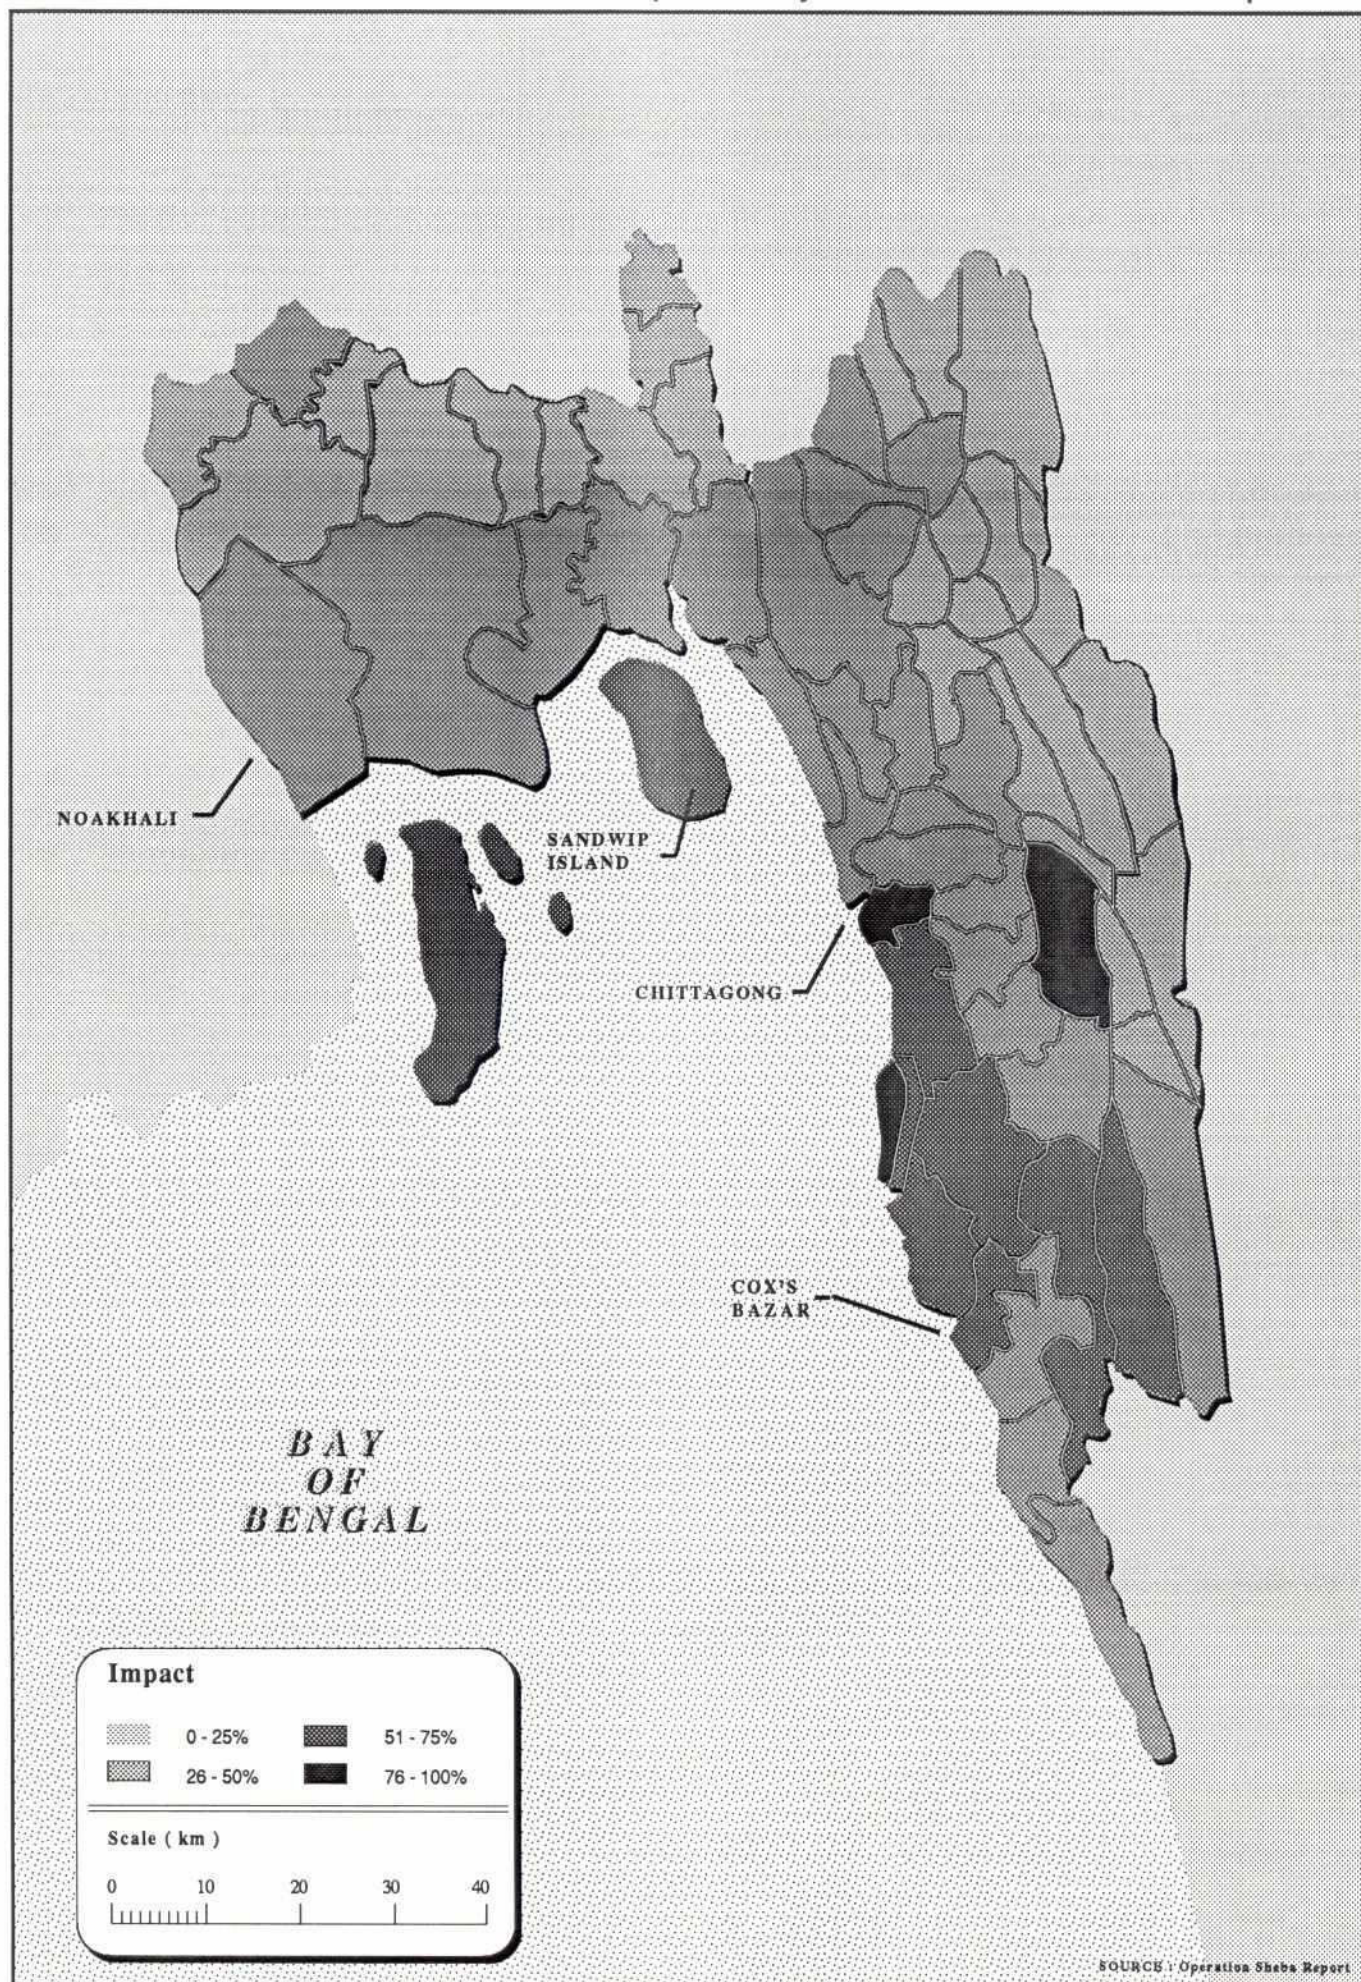 NOAKHALI
SANDWIP
ISLAND
CHITTAGONG
COX'S
BAZAR
BAY
OF
BENGAL
Impact
0 - 25%
51 - 75%
26 - 50%
76 - 100%
Scale ( km )
0 10 20 30 40
SOURCE : Operation Sheba Report